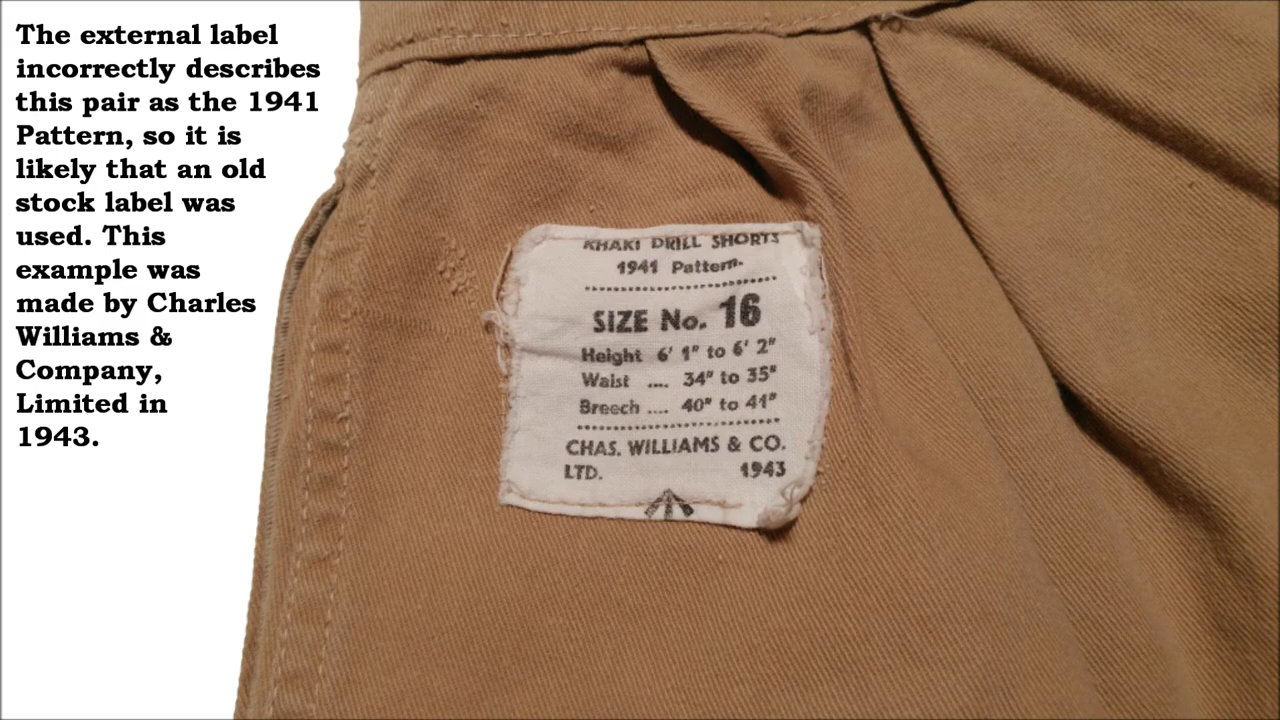 The external label
incorrectly describes
this pair as the 1941
Pattern, so it is
likely that an old
stock label was
used. This
example was
made by Charles
Williams &
Company,
Limited in
1943.
KHAKI DRILL SHORTS
1941 Pattern.
SIZE No. 16
Height 6' 1" to 6' 2"
Waist .... 34" to 35"
Breech .... 40" to 41"
CHAS. WILLIAMS & CO.
LTD. 1943